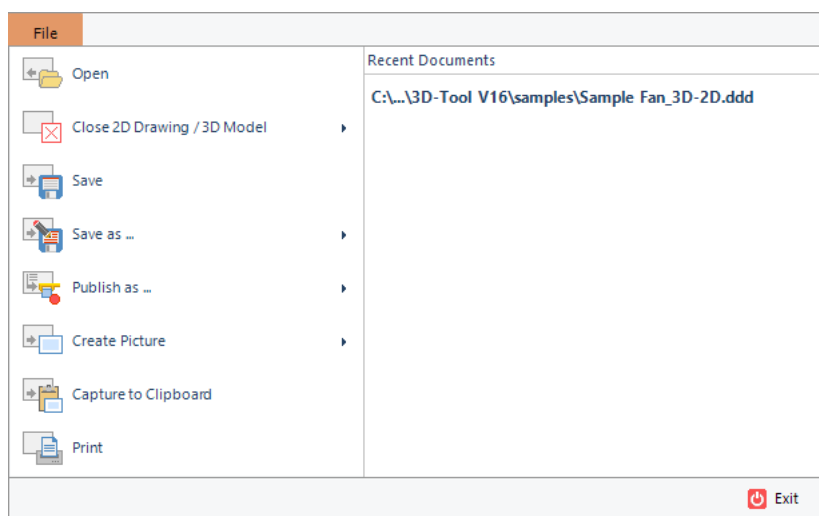 File
Open
Close 2D Drawing / 3D Model
Save
Save as ...
Publish as ...
Create Picture
Capture to Clipboard
Print
Recent Documents
C:\...\3D-Tool V16\samples\Sample Fan_3D-2D.ddd
Exit